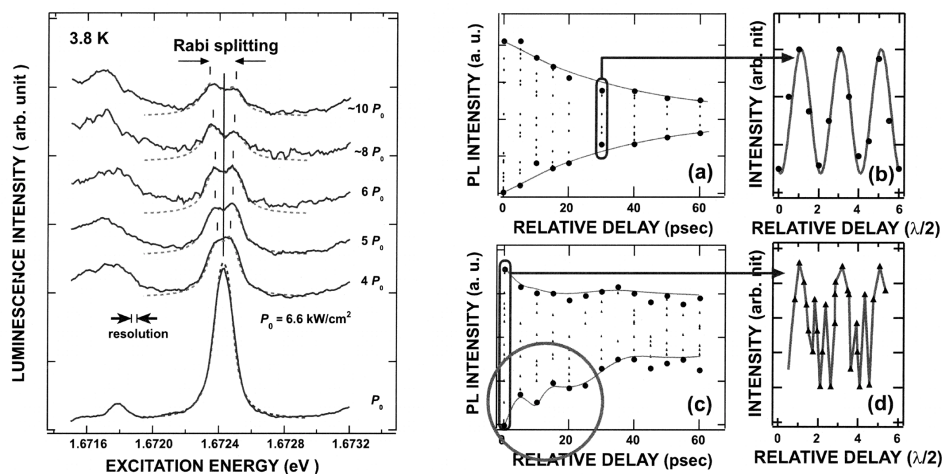 3.8 K
Rabi splitting
~10 P₀
~8 P₀
6 P₀
5 P₀
4 P₀
resolution
P₀ = 6.6 kW/cm²
P₀
LUMINESCENCE INTENSITY ( arb. unit )
1.6716 1.6720 1.6724 1.6728 1.6732
EXCITATION ENERGY (eV )
PL INTENSITY (a. u.)
(a)
0 20 40 60
RELATIVE DELAY (psec)
INTENSITY (arb. nit)
(b)
0 2 4 6
RELATIVE DELAY (λ/2)
PL INTENSITY (a. u.)
(c)
0 20 40 60
RELATIVE DELAY (psec)
INTENSITY (arb. nit)
(d)
0 2 4 6
RELATIVE DELAY (λ/2)